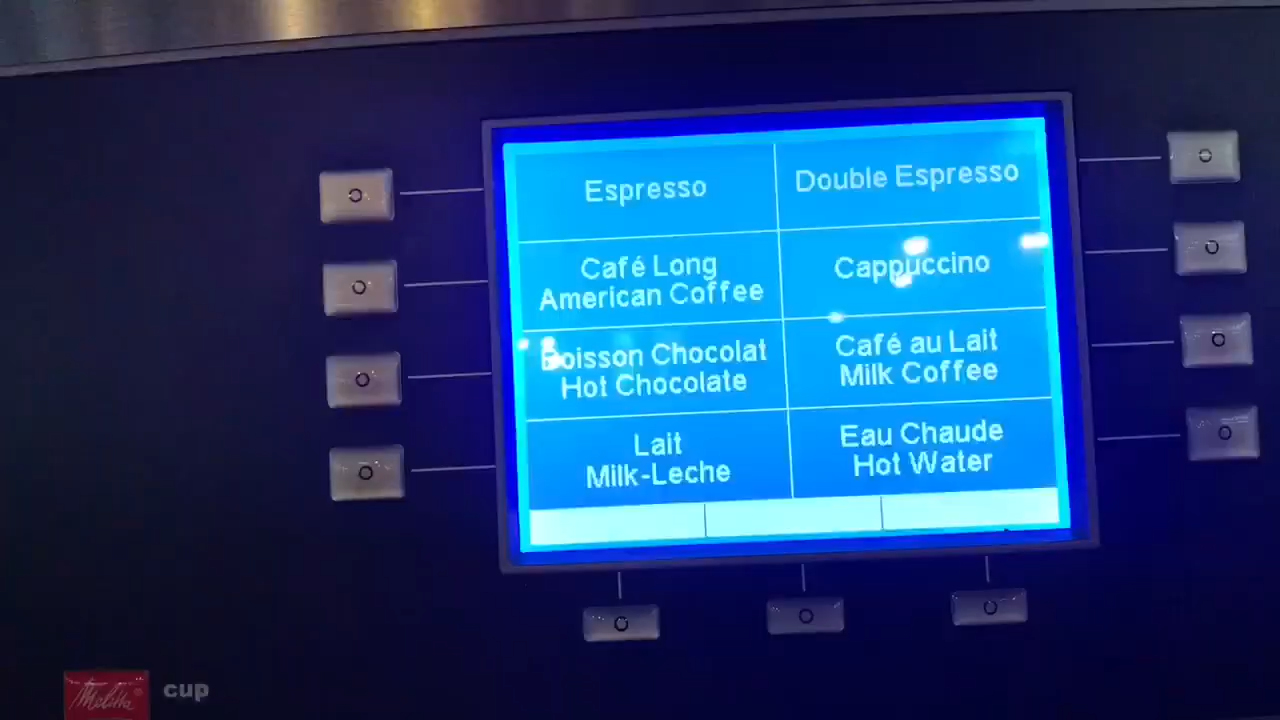 Espresso
Double Espresso
Café Long
American Coffee
Cappuccino
Boisson Chocolat
Hot Chocolate
Café au Lait
Milk Coffee
Lait
Milk-Leche
Eau Chaude
Hot Water
Melitta®
cup